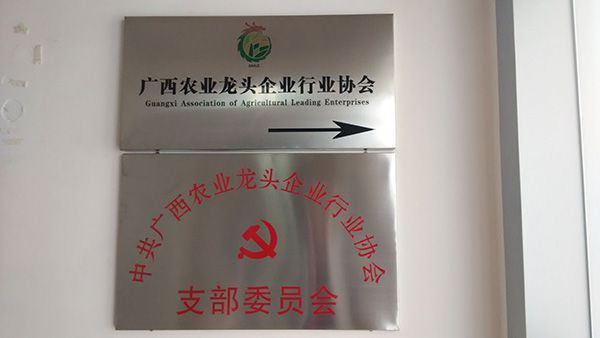 广西农业龙头企业行业协会
Guangxi Association of Agricultural Leading Enterprises
中共广西农业龙头企业行业协会
支部委员会